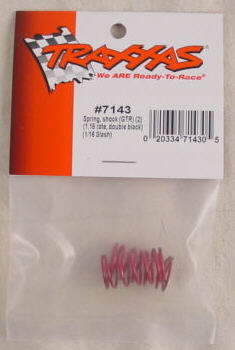 TRAXXAS
We ARE Ready-To-Race®
#7143
Spring, shock (GTR) (2)
(1.16 rate, double black)
(1/16 Slash)
0 20334 71430 5